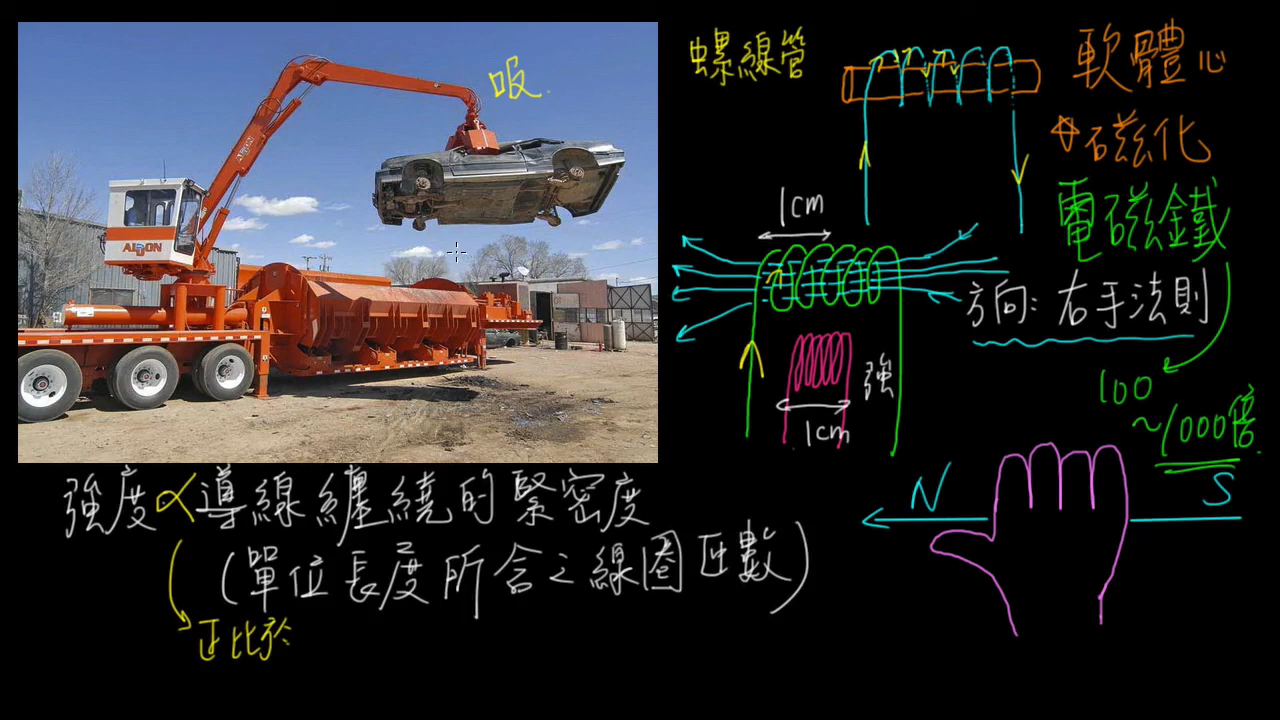 吸
ALJON
螺線管
軟體心
磁化
電磁鐵
1cm
方向：右手法則
強
1cm
100
~1000倍
N
S
強度∝導線纏繞的緊密度
(單位長度所含之線圈匝數)
正比於